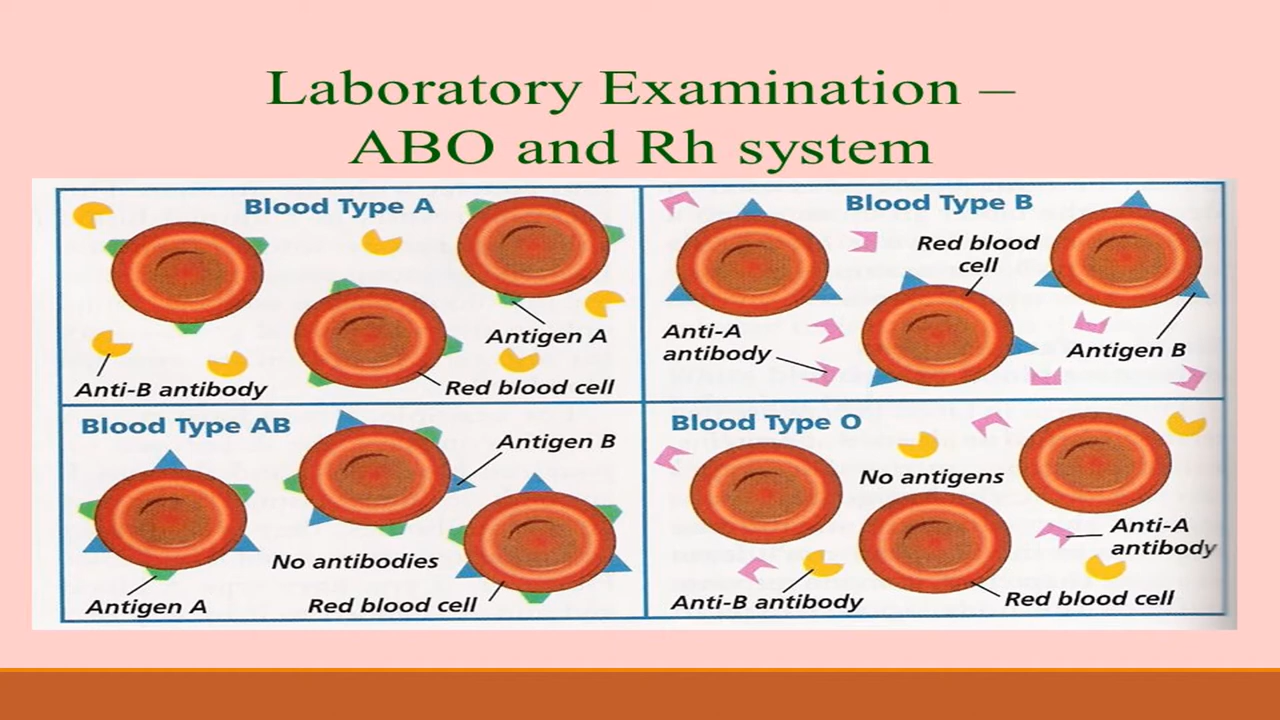 Laboratory Examination –
ABO and Rh system
Blood Type A
Antigen A
Anti-B antibody
Red blood cell
Blood Type B
Red blood
cell
Anti-A
antibody
Antigen B
Blood Type AB
Antigen B
No antibodies
Antigen A
Red blood cell
Blood Type O
No antigens
Anti-A
antibody
Anti-B antibody
Red blood cell